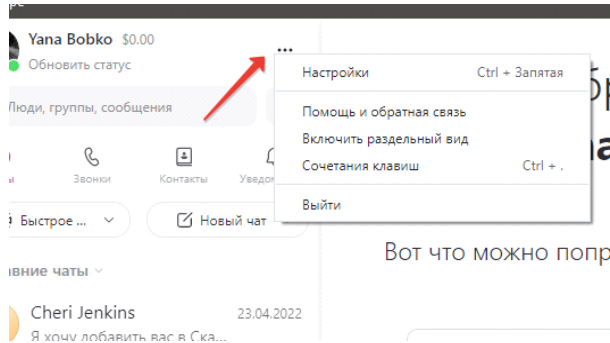 Yana Bobko $0.00
Обновить статус
Люди, группы, сообщения
Звонки
Контакты
Быстрое ...
Новый чат
Cheri Jenkins 23.04.2022
Я хочу добавить вас в Ска...
Настройки Ctrl + Запятая
Помощь и обратная связь
Включить раздельный вид
Сочетания клавиш Ctrl + .
Выйти
Вот что можно